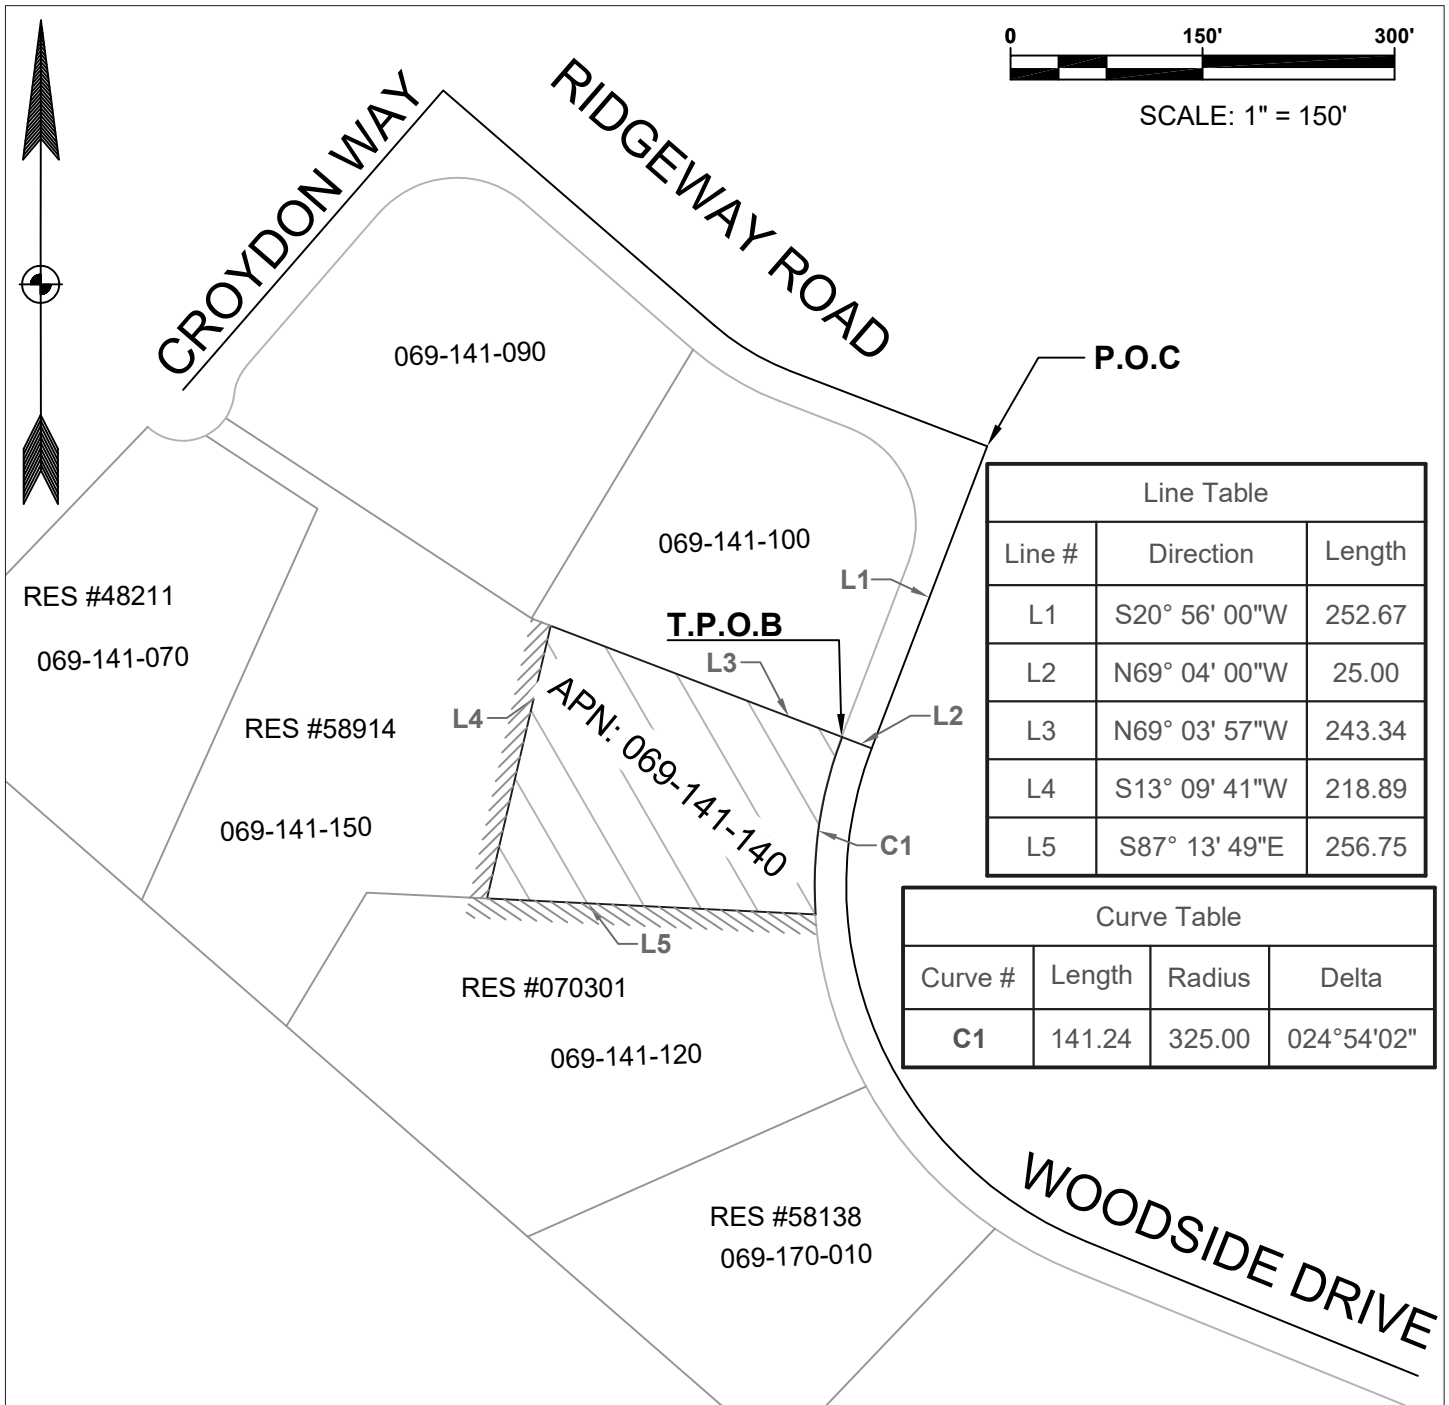 0 150' 300'
SCALE: 1" = 150'
CROYDON WAY
RIDGEWAY ROAD
P.O.C
069-141-090
069-141-100
L1
T.P.O.B
L3
L2
L4
APN: 069-141-140
C1
L5
RES #48211
069-141-070
RES #58914
069-141-150
RES #070301
069-141-120
RES #58138
069-170-010
WOODSIDE DRIVE
Line Table
Line # Direction Length
L1 S20° 56' 00"W 252.67
L2 N69° 04' 00"W 25.00
L3 N69° 03' 57"W 243.34
L4 S13° 09' 41"W 218.89
L5 S87° 13' 49"E 256.75
Curve Table
Curve # Length Radius Delta
C1 141.24 325.00 024°54'02"